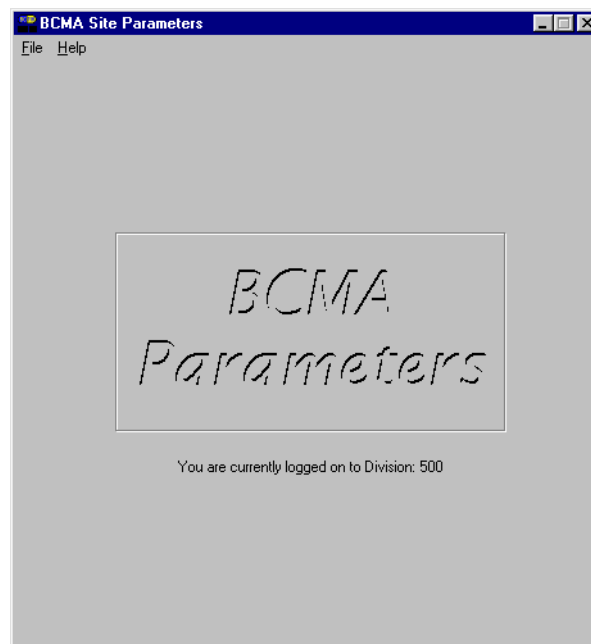 BCMA Site Parameters
File Help
BCMA
Parameters
You are currently logged on to Division: 500